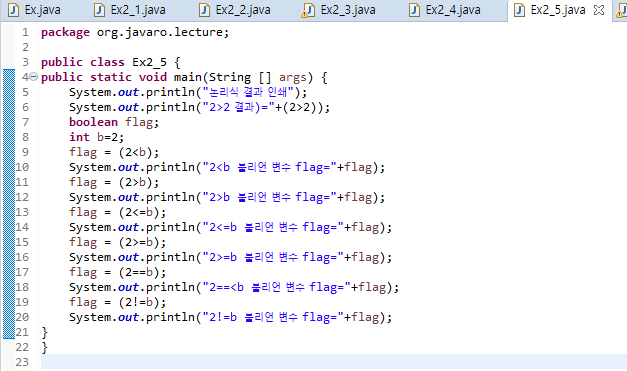 Ex.java Ex2_1.java Ex2_2.java Ex2_3.java Ex2_4.java Ex2_5.java
1 package org.javaro.lecture;
2
3 public class Ex2_5 {
4 public static void main(String [] args) {
5 System.out.println("논리식 결과 인쇄");
6 System.out.println("2>2 결과)="+(2>2));
7 boolean flag;
8 int b=2;
9 flag = (2<b);
10 System.out.println("2<b 불리언 변수 flag="+flag);
11 flag = (2>b);
12 System.out.println("2>b 불리언 변수 flag="+flag);
13 flag = (2<=b);
14 System.out.println("2<=b 불리언 변수 flag="+flag);
15 flag = (2>=b);
16 System.out.println("2>=b 불리언 변수 flag="+flag);
17 flag = (2==b);
18 System.out.println("2==<b 불리언 변수 flag="+flag);
19 flag = (2!=b);
20 System.out.println("2!=b 불리언 변수 flag="+flag);
21 }
22 }
23